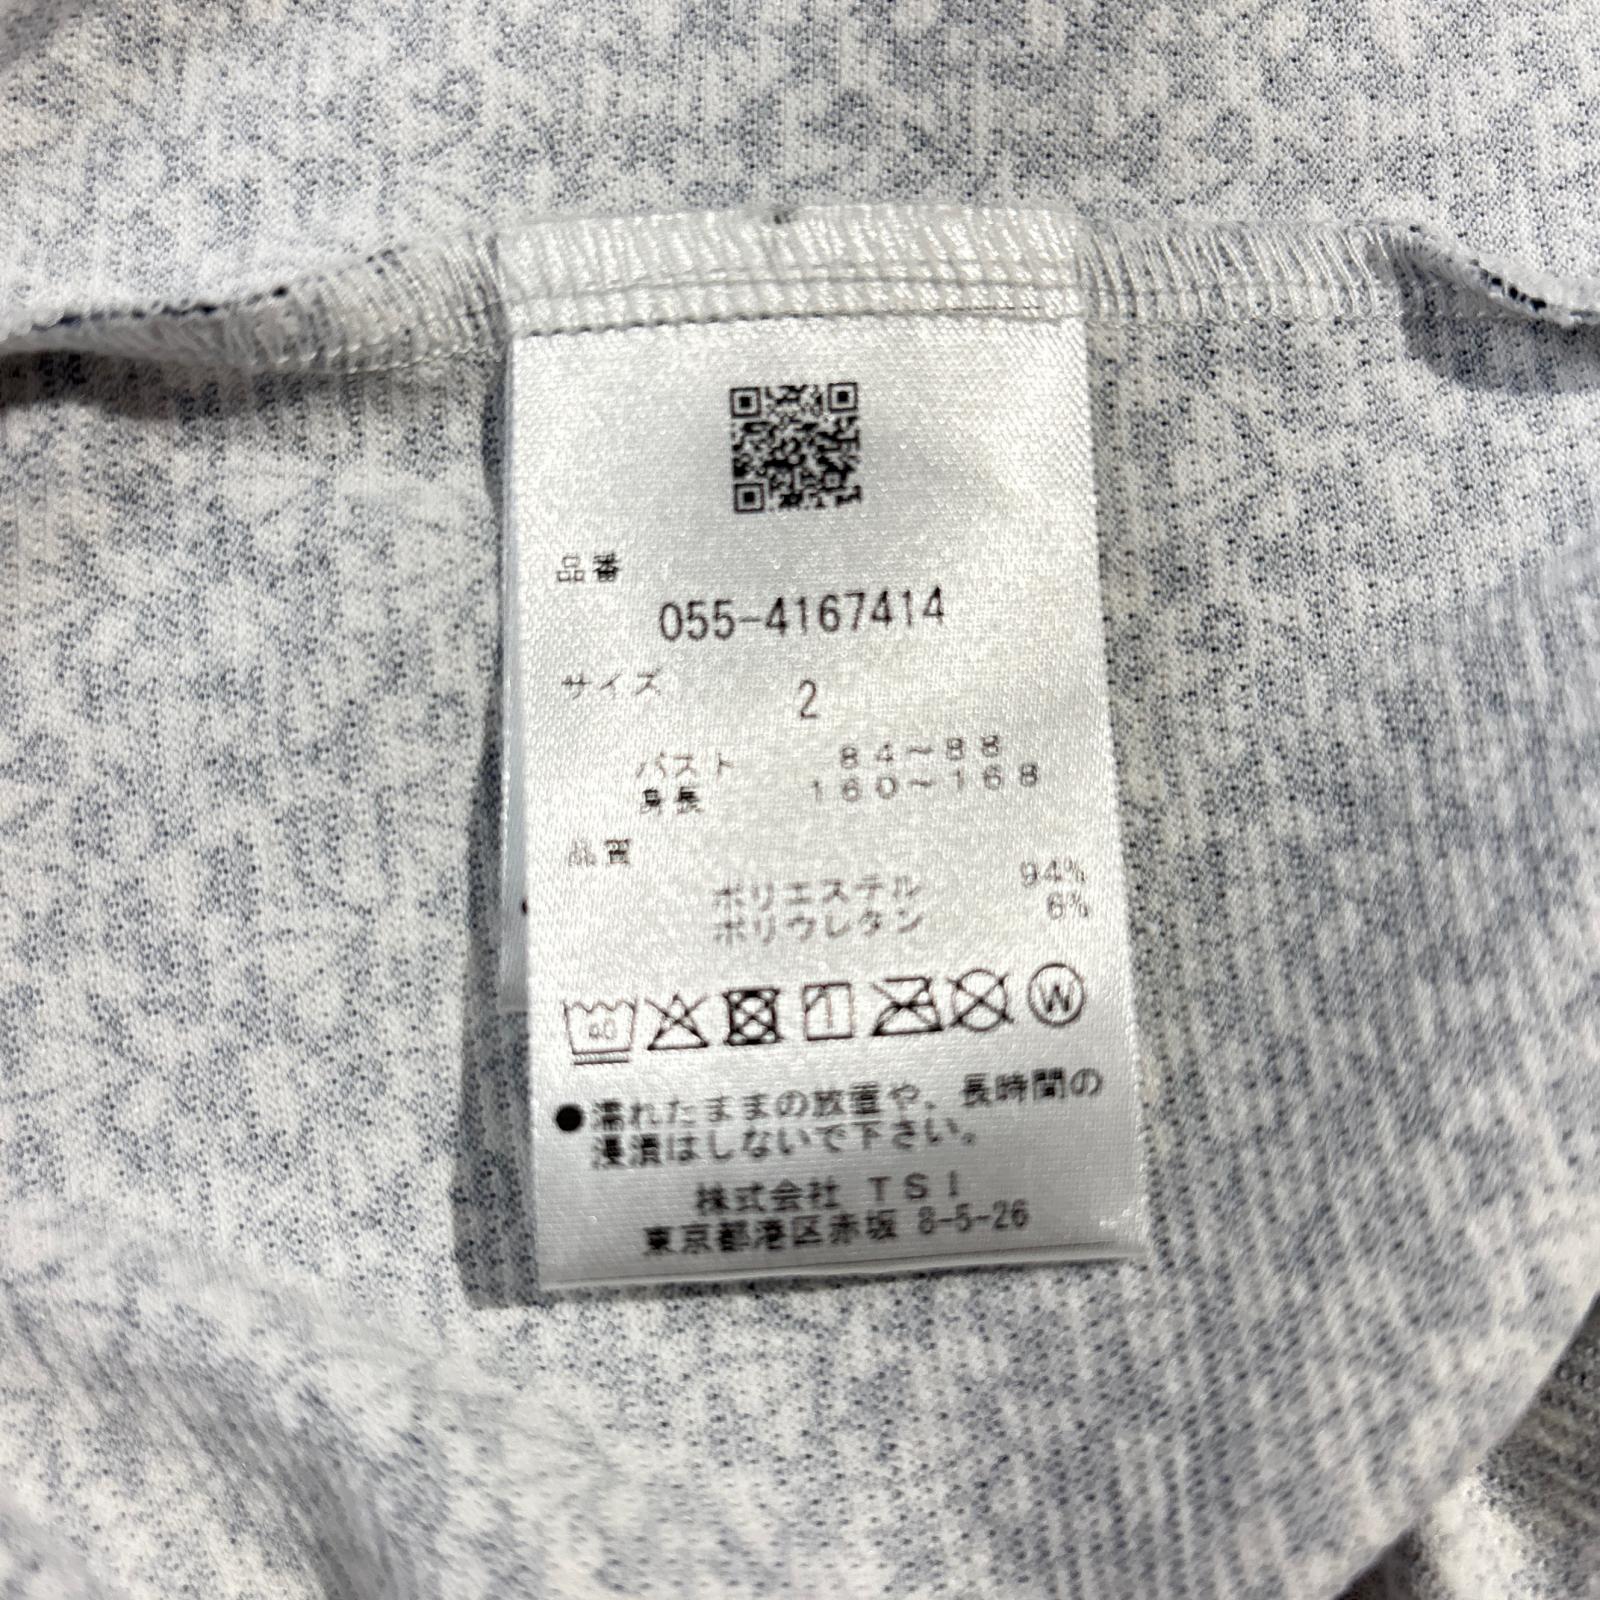 品番
055-4167414
サイズ 2
バスト 84~88
身長 160~168
品質
ポリエステル 94%
ポリウレタン 6%
40 W
●濡れたままの放置や、長時間の
浸漬はしないで下さい。
株式会社 TSI
東京都港区赤坂 8-5-26